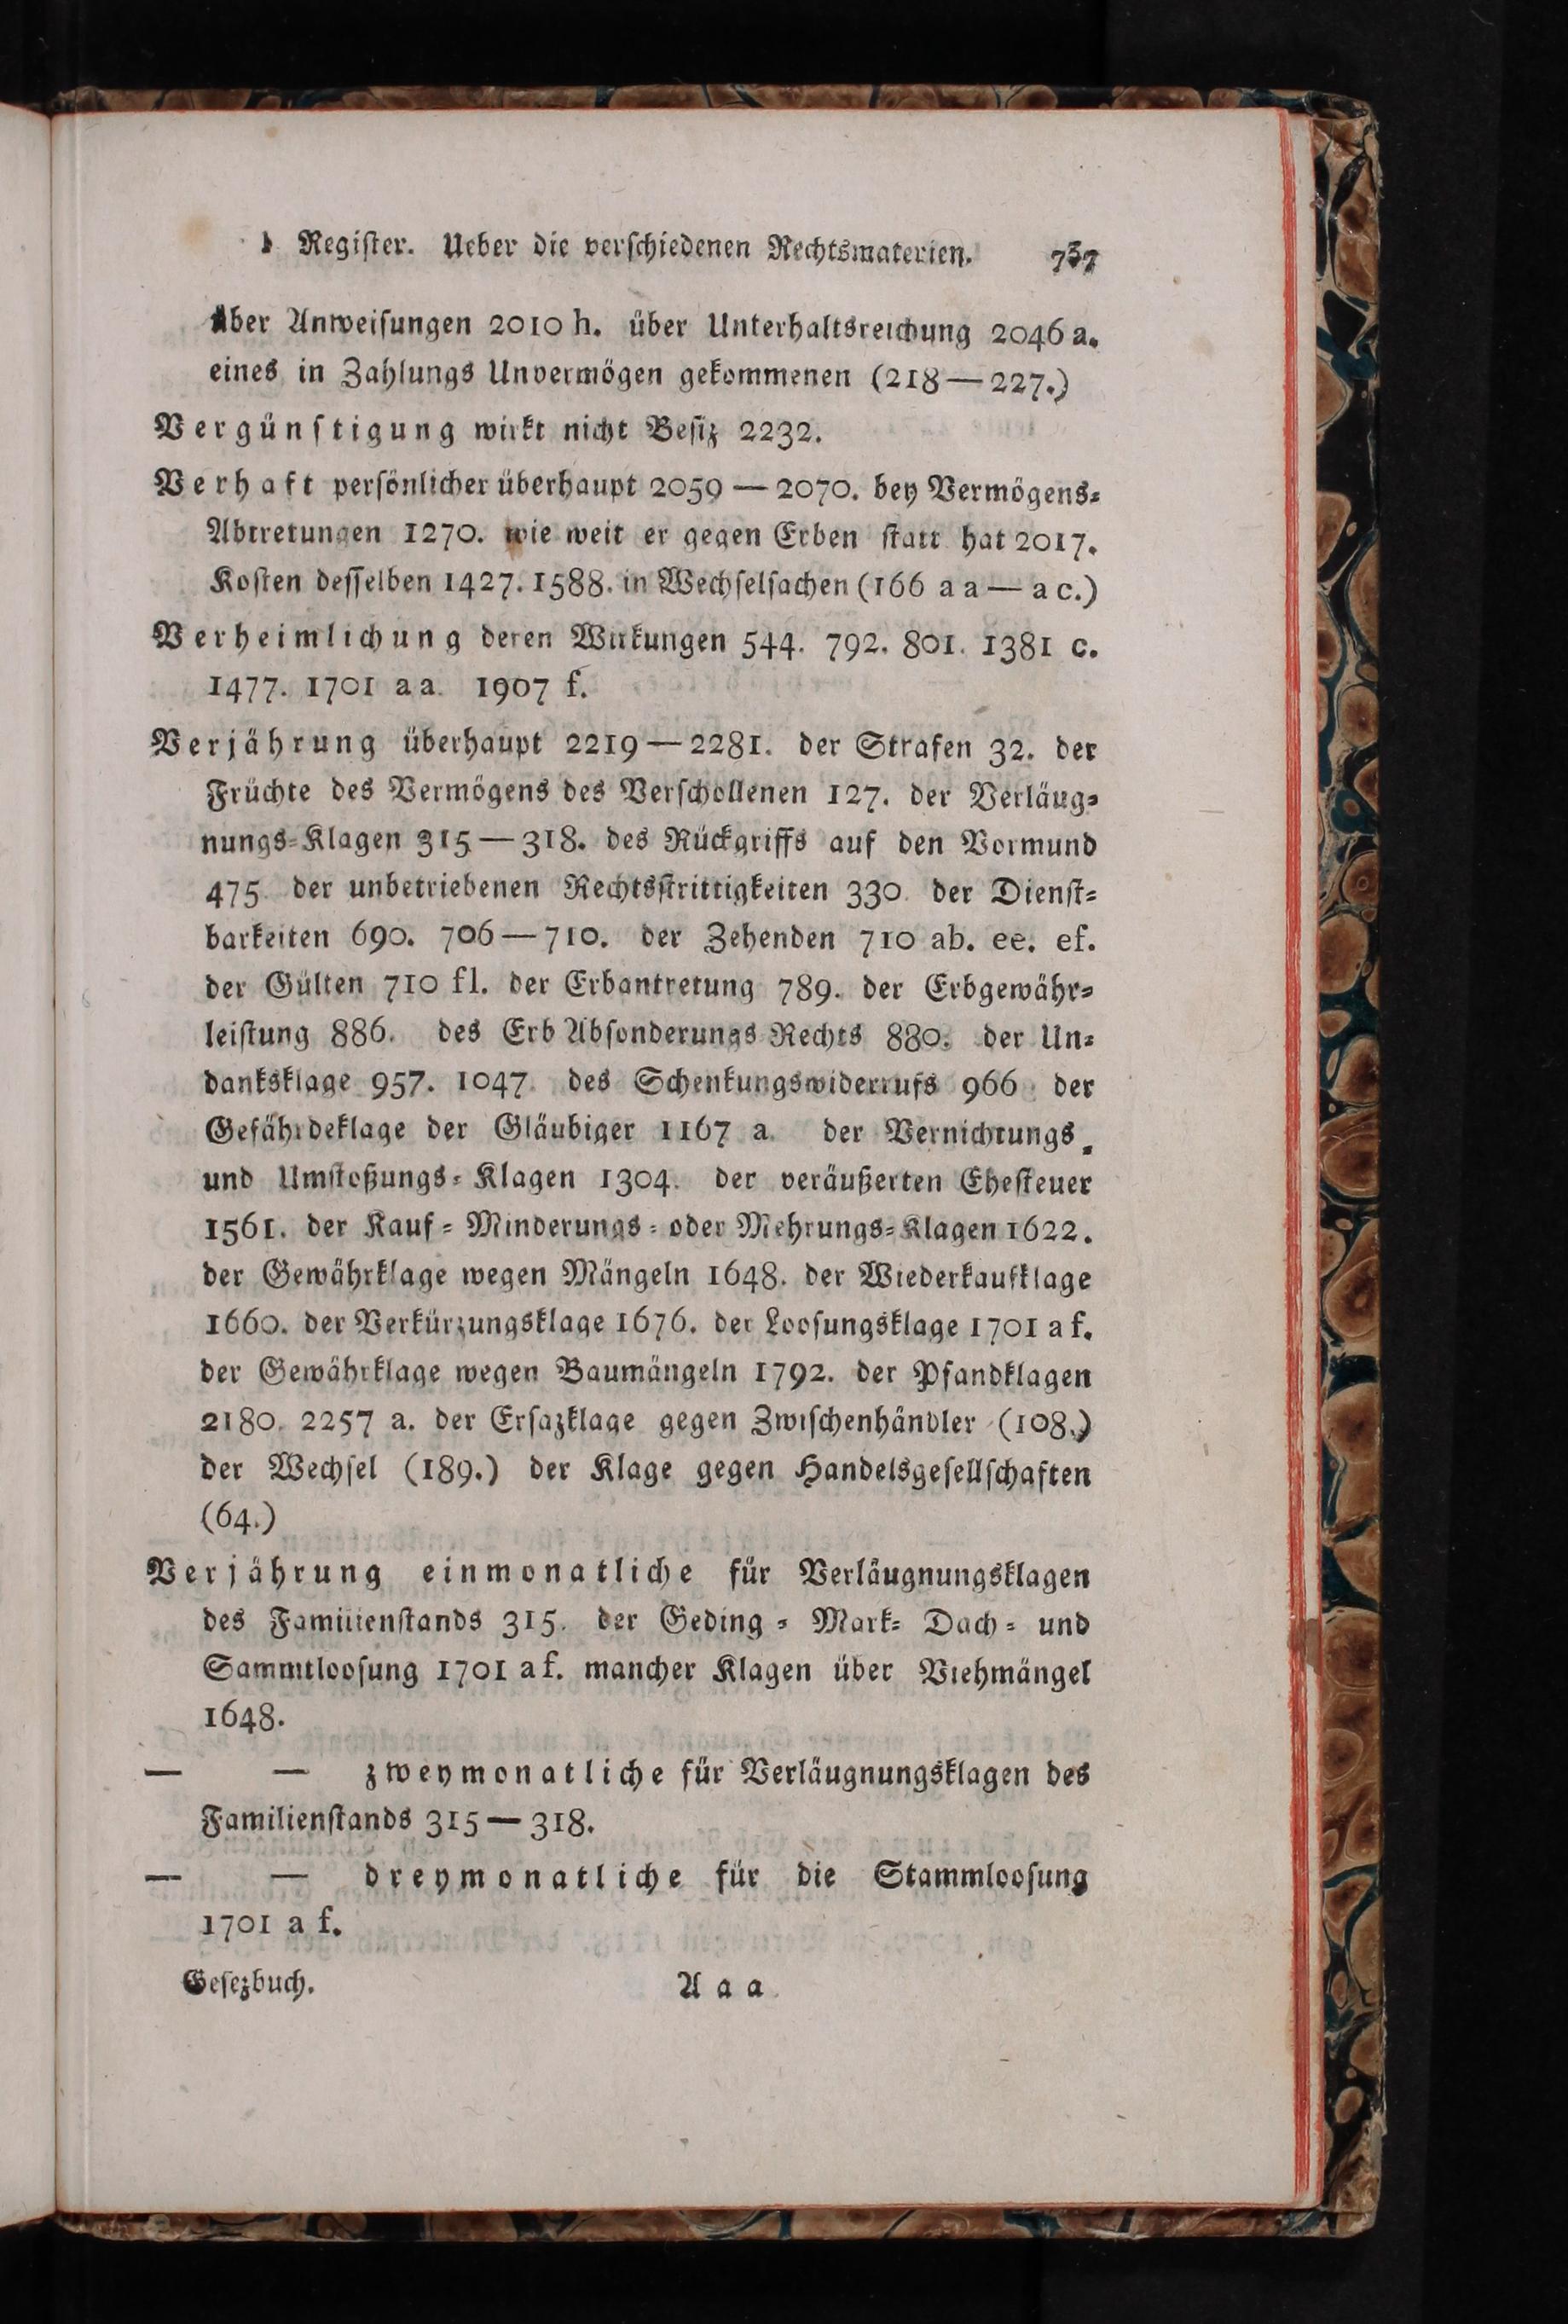 Register. Ueber die verschiedenen Rechtsmaterien. 737
über Anweisungen 2010 h. über Unterhaltsreichung 2046 a.
eines in Zahlungs Unvermögen gekommenen (218—227.)
Vergünstigung wirkt nicht Besiz 2232.
Verhaft persönlicher überhaupt 2059 — 2070. bey Vermögens-
Abtretungen 1270. wie weit er gegen Erben statt hat 2017.
Kosten desselben 1427. 1588. in Wechselsachen (166 a a — a c.)
Verheimlichung deren Wirkungen 544. 792. 801. 1381 c.
1477. 1701 a a. 1907 f.
Verjährung überhaupt 2219—2281. der Strafen 32. der
Früchte des Vermögens des Verschollenen 127. der Verläug-
nungs-Klagen 315—318. des Rückgriffs auf den Vormund
475. der unbetriebenen Rechtsstrittigkeiten 330. der Dienst-
barkeiten 690. 706—710. der Zehenden 710 ab. ee. ef.
der Gülten 710 fl. der Erbantretung 789. der Erbgewähr-
leistung 886. des Erb Absonderungs Rechts 880. der Un-
danksklage 957. 1047. des Schenkungswiderrufs 966. der
Gefährdeklage der Gläubiger 1167 a. der Vernichtungs-
und Umstoßungs-Klagen 1304. der veräußerten Ehesteuer
1561. der Kauf-Minderungs- oder Mehrungs-Klagen 1622.
der Gewährklage wegen Mängeln 1648. der Wiederkaufklage
1660. der Verkürzungsklage 1676. der Loosungsklage 1701 a f.
der Gewährklage wegen Baumängeln 1792. der Pfandklagen
2180. 2257 a. der Ersazklage gegen Zwischenhändler (108.)
der Wechsel (189.) der Klage gegen Handelsgesellschaften
(64.)
Verjährung einmonatliche für Verläugnungsklagen
des Familienstands 315. der Geding- Mark- Dach- und
Sammtloosung 1701 a f. mancher Klagen über Viehmängel
1648.
— — zweymonatliche für Verläugnungsklagen des
Familienstands 315—318.
— — dreymonatliche für die Stammloosung
1701 a f.
Gesezbuch. A a a